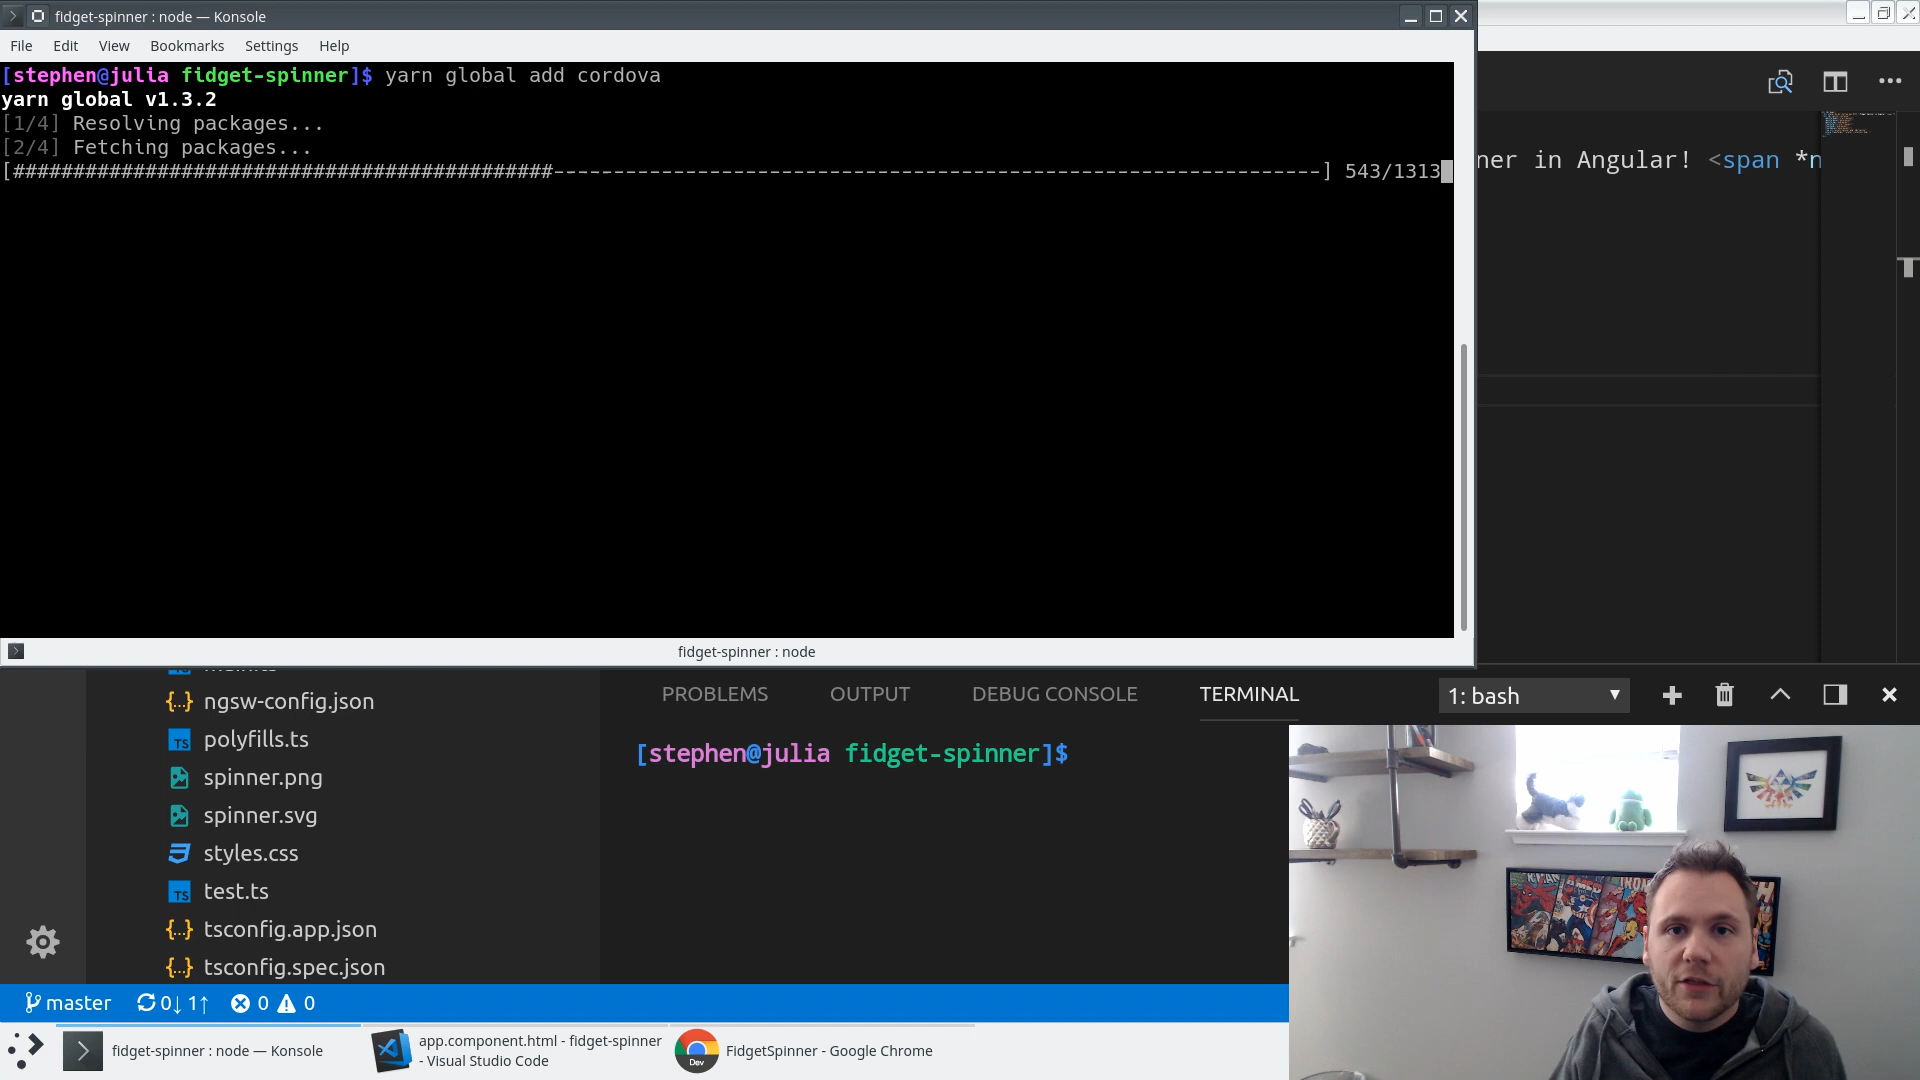 fidget-spinner : node — Konsole
File Edit View Bookmarks Settings Help
[stephen@julia fidget-spinner]$ yarn global add cordova
yarn global v1.3.2
[1/4] Resolving packages...
[2/4] Fetching packages...
[#############################################----------------------------------------------------------------] 543/1313
ner in Angular! <span *n
fidget-spinner : node
ngsw-config.json
polyfills.ts
spinner.png
spinner.svg
styles.css
test.ts
tsconfig.app.json
tsconfig.spec.json
PROBLEMS OUTPUT DEBUG CONSOLE TERMINAL 1: bash
[stephen@julia fidget-spinner]$
master 0↓ 1↑ 0 0
fidget-spinner : node — Konsole
app.component.html - fidget-spinner
- Visual Studio Code
Dev
FidgetSpinner - Google Chrome